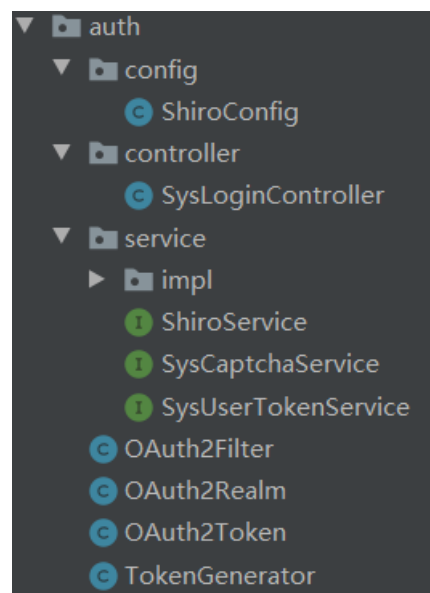 auth
config
ShiroConfig
controller
SysLoginController
service
impl
ShiroService
SysCaptchaService
SysUserTokenService
OAuth2Filter
OAuth2Realm
OAuth2Token
TokenGenerator